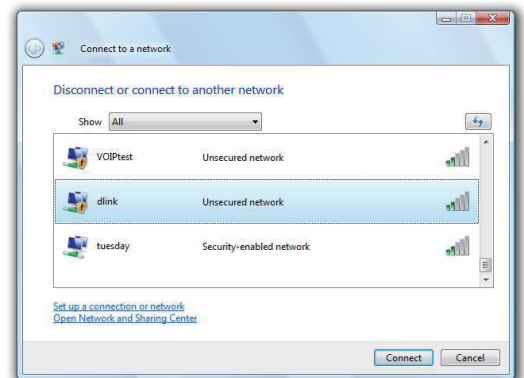 Connect to a network
Disconnect or connect to another network
Show All
VOIPtest Unsecured network
dlink Unsecured network
tuesday Security-enabled network
Set up a connection or network
Open Network and Sharing Center
Connect Cancel